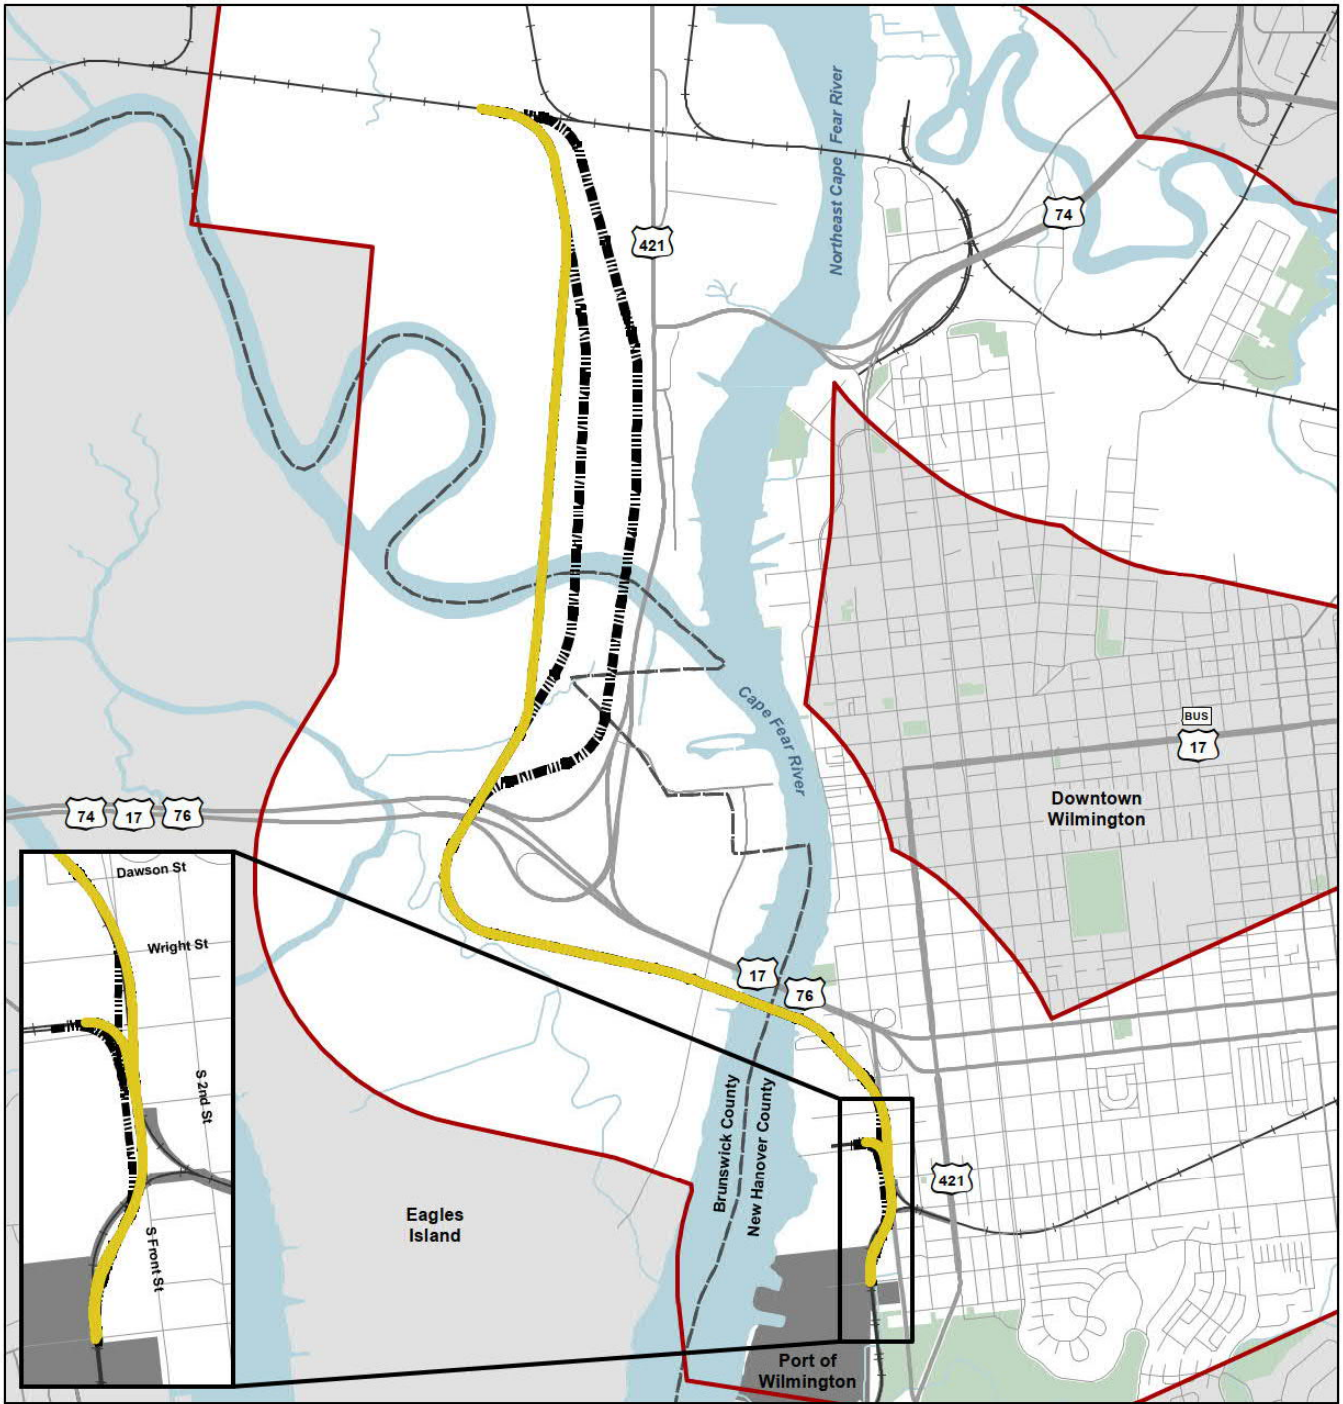 Northeast Cape Fear River
74
421
Cape Fear River
BUS
17
Downtown
Wilmington
74
17
76
Dawson St
Wright St
S 2nd St
S Front St
17
76
Brunswick County
New Hanover County
421
Eagles
Island
Port of
Wilmington